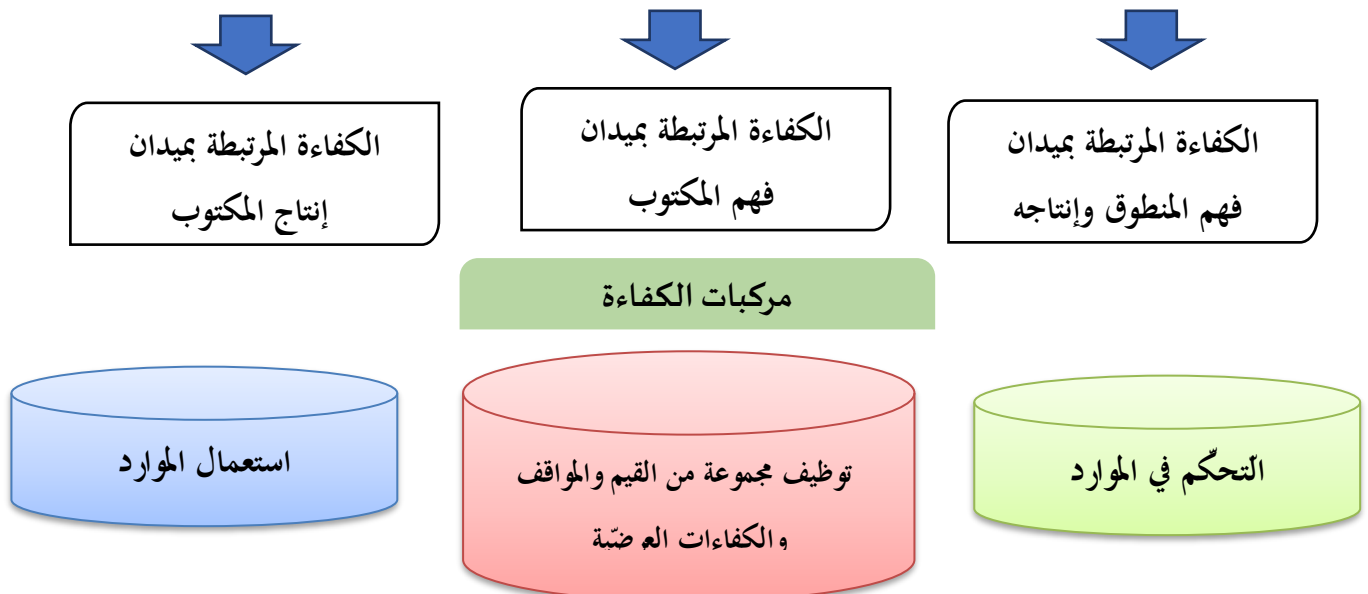 الكفاءة المرتبطة بميدان
فهم المنطوق وإنتاجه
الكفاءة المرتبطة بميدان
فهم المكتوب
الكفاءة المرتبطة بميدان
إنتاج المكتوب
مركبات الكفاءة
التحكّم في الموارد
توظيف مجموعة من القيم والمواقف
والكفاءات العرضيّة
استعمال الموارد